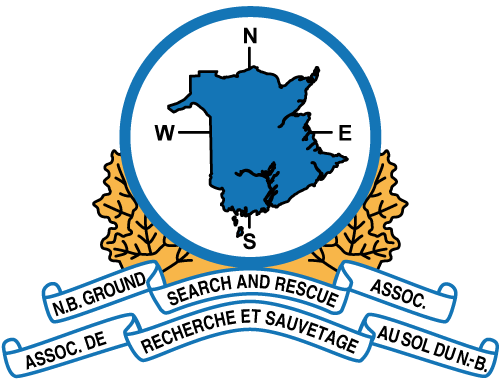 N
W E
S
N.B. GROUND SEARCH AND RESCUE ASSOC.
ASSOC. DE RECHERCHE ET SAUVETAGE AU SOL DU N.-B.